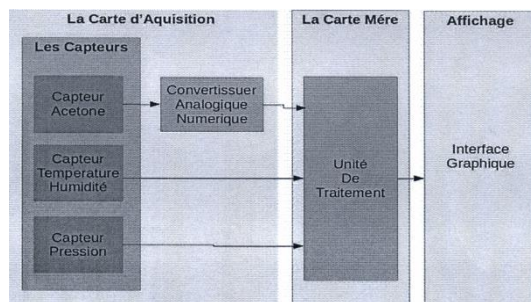 La Carte d'Aquisition
La Carte Mére
Affichage
Les Capteurs
Capteur
Acetone
Convertissuer
Analogique
Numerique
Capteur
Temperature
Humidité
Capteur
Pression
Unité
De
Traitement
Interface
Graphique